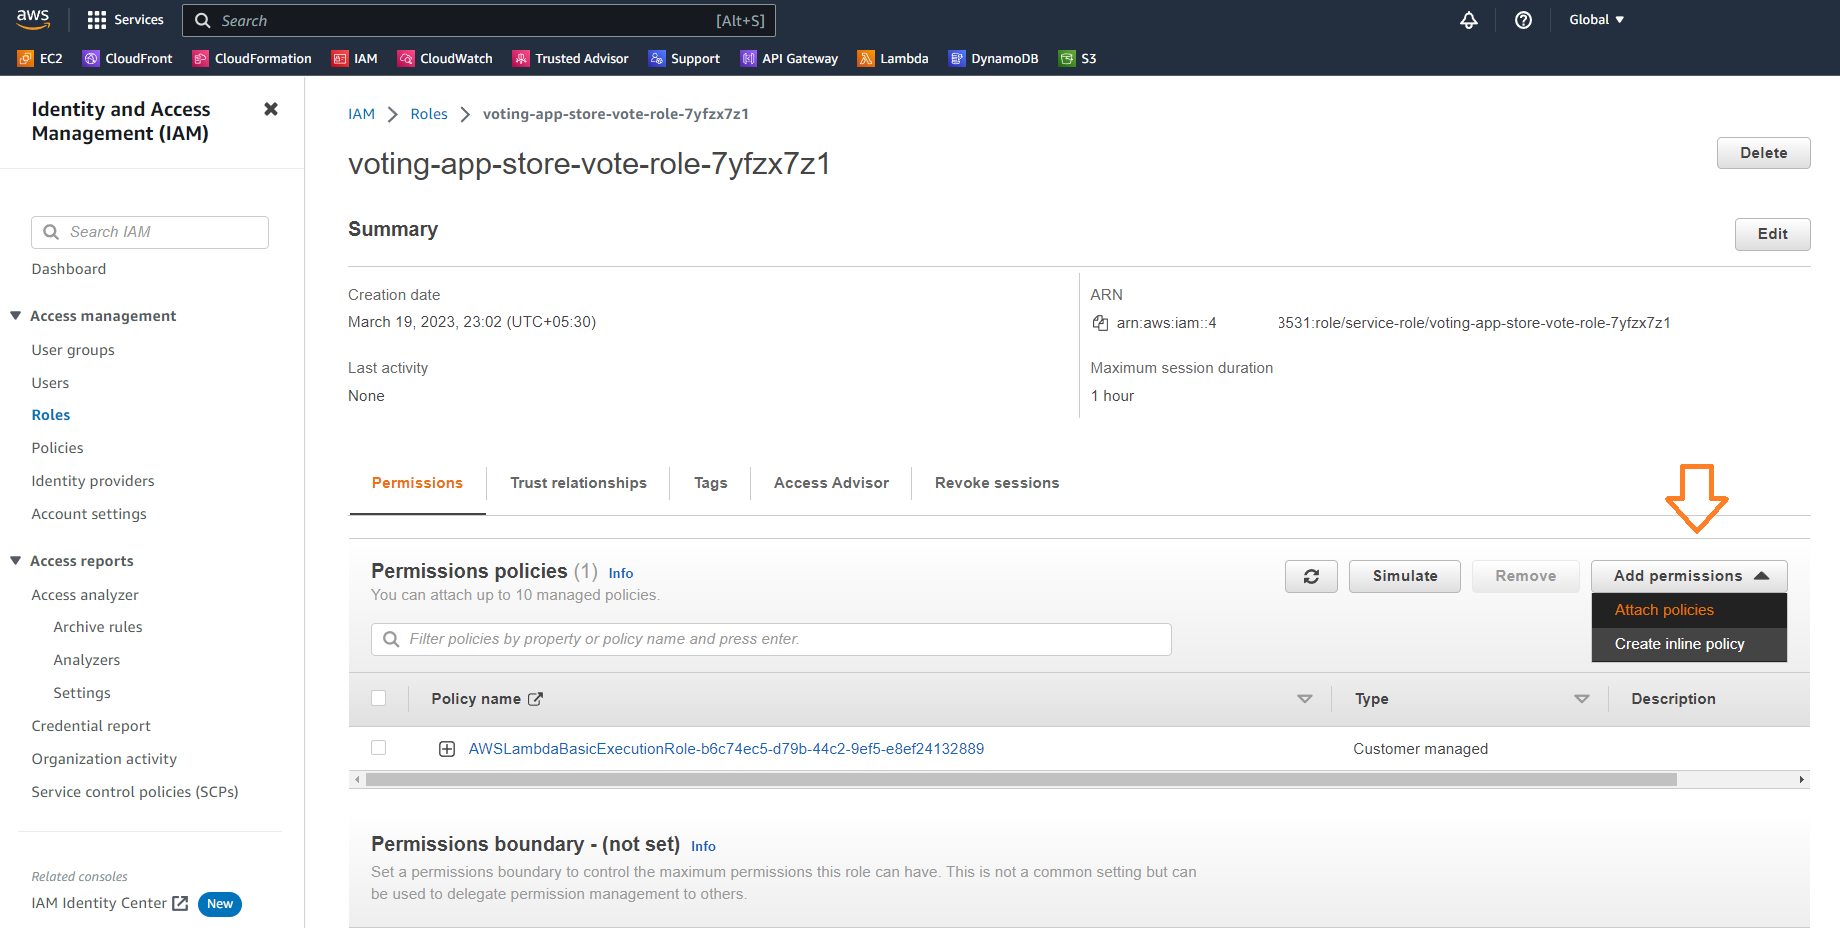 aws Services Search [Alt+S] Global
EC2 CloudFront CloudFormation IAM CloudWatch Trusted Advisor Support API Gateway Lambda DynamoDB S3
Identity and Access
Management (IAM)
Search IAM
Dashboard
Access management
User groups
Users
Roles
Policies
Identity providers
Account settings
Access reports
Access analyzer
Archive rules
Analyzers
Settings
Credential report
Organization activity
Service control policies (SCPs)
Related consoles
IAM Identity Center New
IAM Roles voting-app-store-vote-role-7yfzx7z1
voting-app-store-vote-role-7yfzx7z1
Delete
Summary
Edit
Creation date
March 19, 2023, 23:02 (UTC+05:30)
ARN
arn:aws:iam::4 3531:role/service-role/voting-app-store-vote-role-7yfzx7z1
Last activity
None
Maximum session duration
1 hour
Permissions Trust relationships Tags Access Advisor Revoke sessions
Permissions policies (1) Info
You can attach up to 10 managed policies.
Simulate Remove Add permissions
Attach policies
Create inline policy
Filter policies by property or policy name and press enter.
Policy name Type Description
AWSLambdaBasicExecutionRole-b6c74ec5-d79b-44c2-9ef5-e8ef24132889 Customer managed
Permissions boundary - (not set) Info
Set a permissions boundary to control the maximum permissions this role can have. This is not a common setting but can
be used to delegate permission management to others.